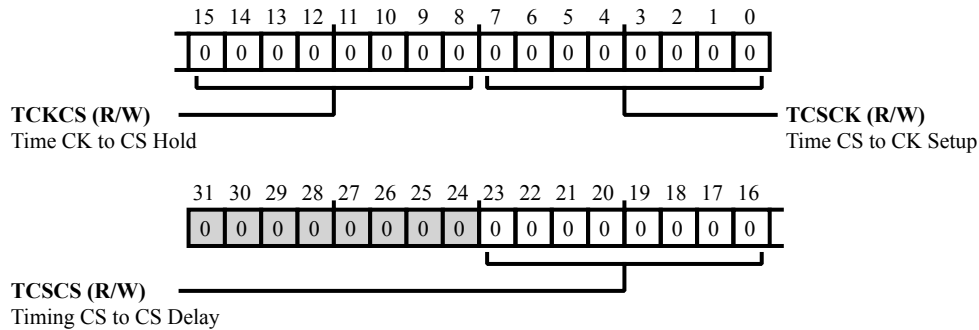 15 14 13 12 11 10 9 8 7 6 5 4 3 2 1 0
0 0 0 0 0 0 0 0 0 0 0 0 0 0 0 0
TCKCS (R/W)
Time CK to CS Hold
TCSCK (R/W)
Time CS to CK Setup
31 30 29 28 27 26 25 24 23 22 21 20 19 18 17 16
0 0 0 0 0 0 0 0 0 0 0 0 0 0 0 0
TCSCS (R/W)
Timing CS to CS Delay